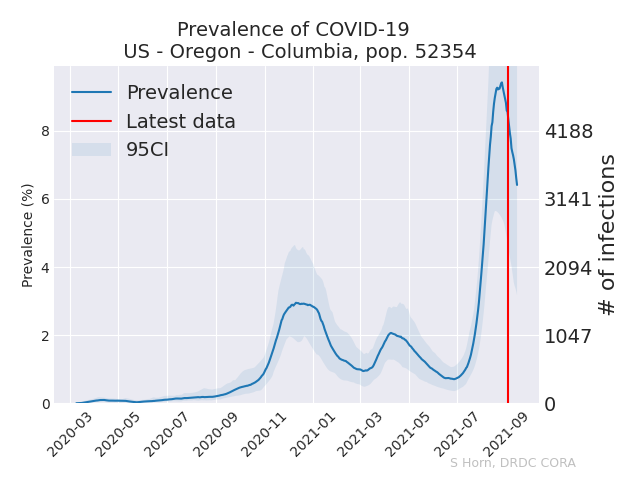 Prevalence of COVID-19
US - Oregon - Columbia, pop. 52354
Prevalence
Latest data
95CI
Prevalence (%)
8
6
4
2
0
4188
3141
2094
1047
0
# of infections
2020-03
2020-05
2020-07
2020-09
2020-11
2021-01
2021-03
2021-05
2021-07
2021-09
S Horn, DRDC CORA